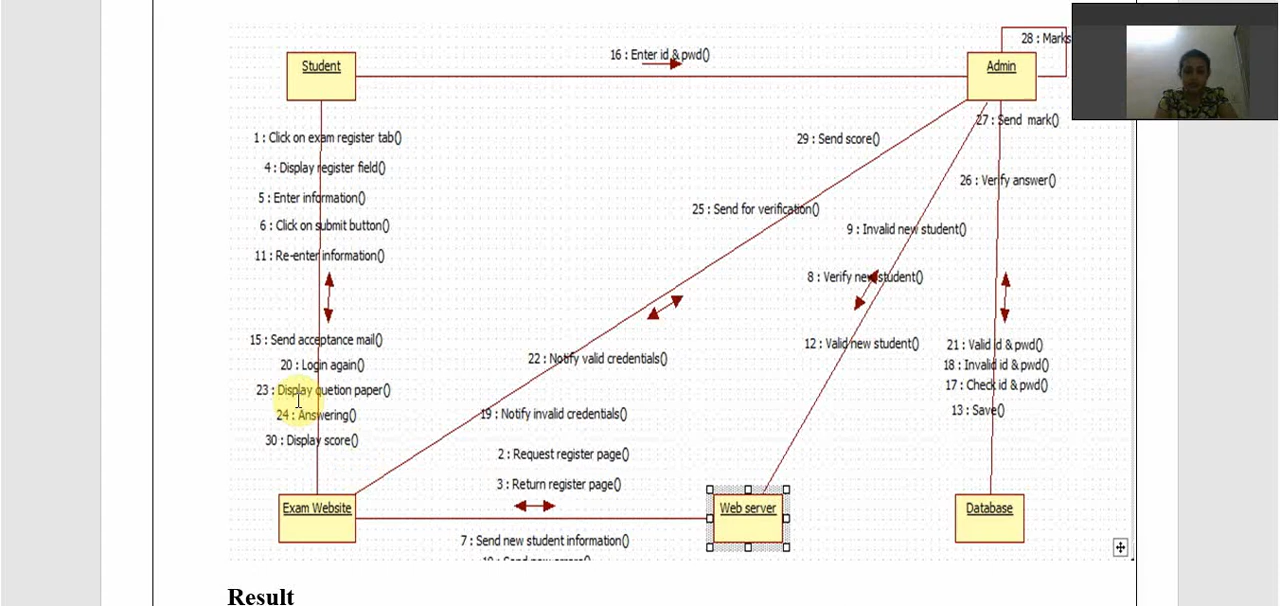 28 : Marks
16 : Enter id & pwd()
Student
Admin
27 : Send mark()
1 : Click on exam register tab()
29 : Send score()
4 : Display register field()
26 : Verify answer()
5 : Enter information()
25 : Send for verification()
6 : Click on submit button()
9 : Invalid new student()
11 : Re-enter information()
8 : Verify new student()
15 : Send acceptance mail()
12 : Valid new student()
21 : Valid id & pwd()
22 : Notify valid credentials()
20 : Login again()
18 : Invalid id & pwd()
17 : Check id & pwd()
23 : Display quetion paper()
13 : Save()
24 : Answering()
19 : Notify invalid credentials()
30 : Display score()
2 : Request register page()
3 : Return register page()
Exam Website
Web server
Database
7 : Send new student information()
Result